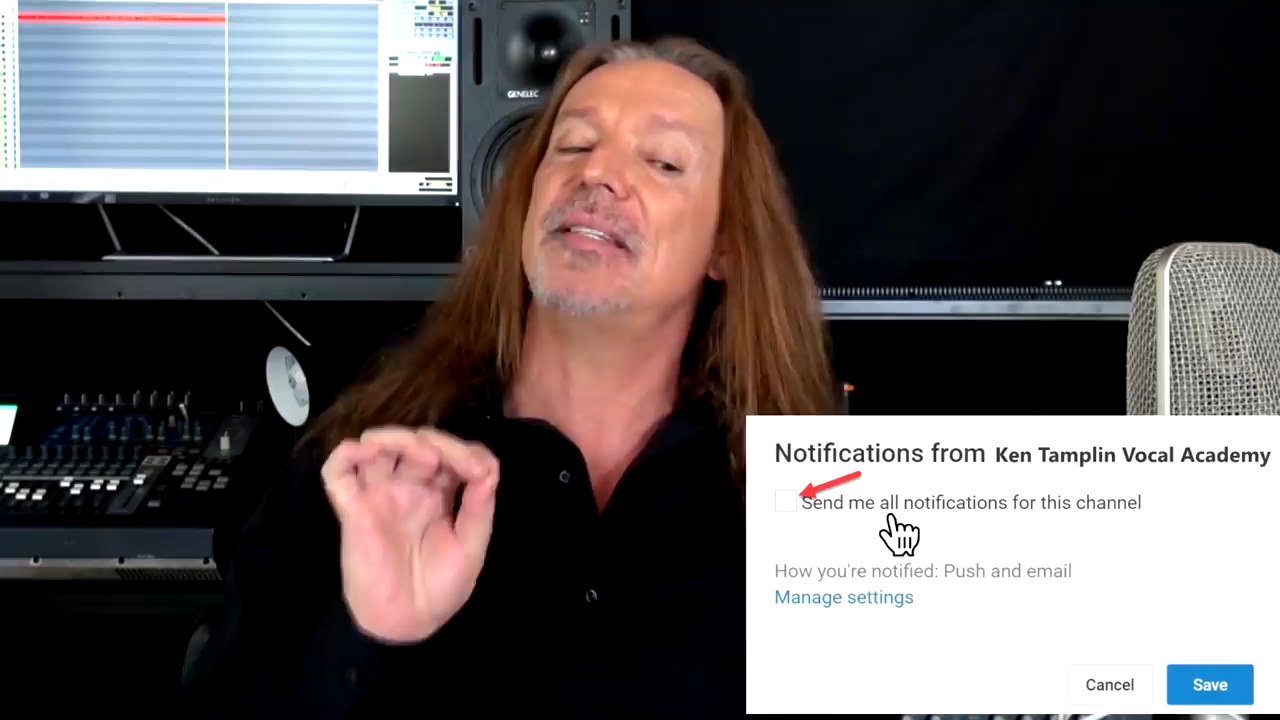 GENELEC
Notifications from Ken Tamplin Vocal Academy
Send me all notifications for this channel
How you're notified: Push and email
Manage settings
Cancel
Save